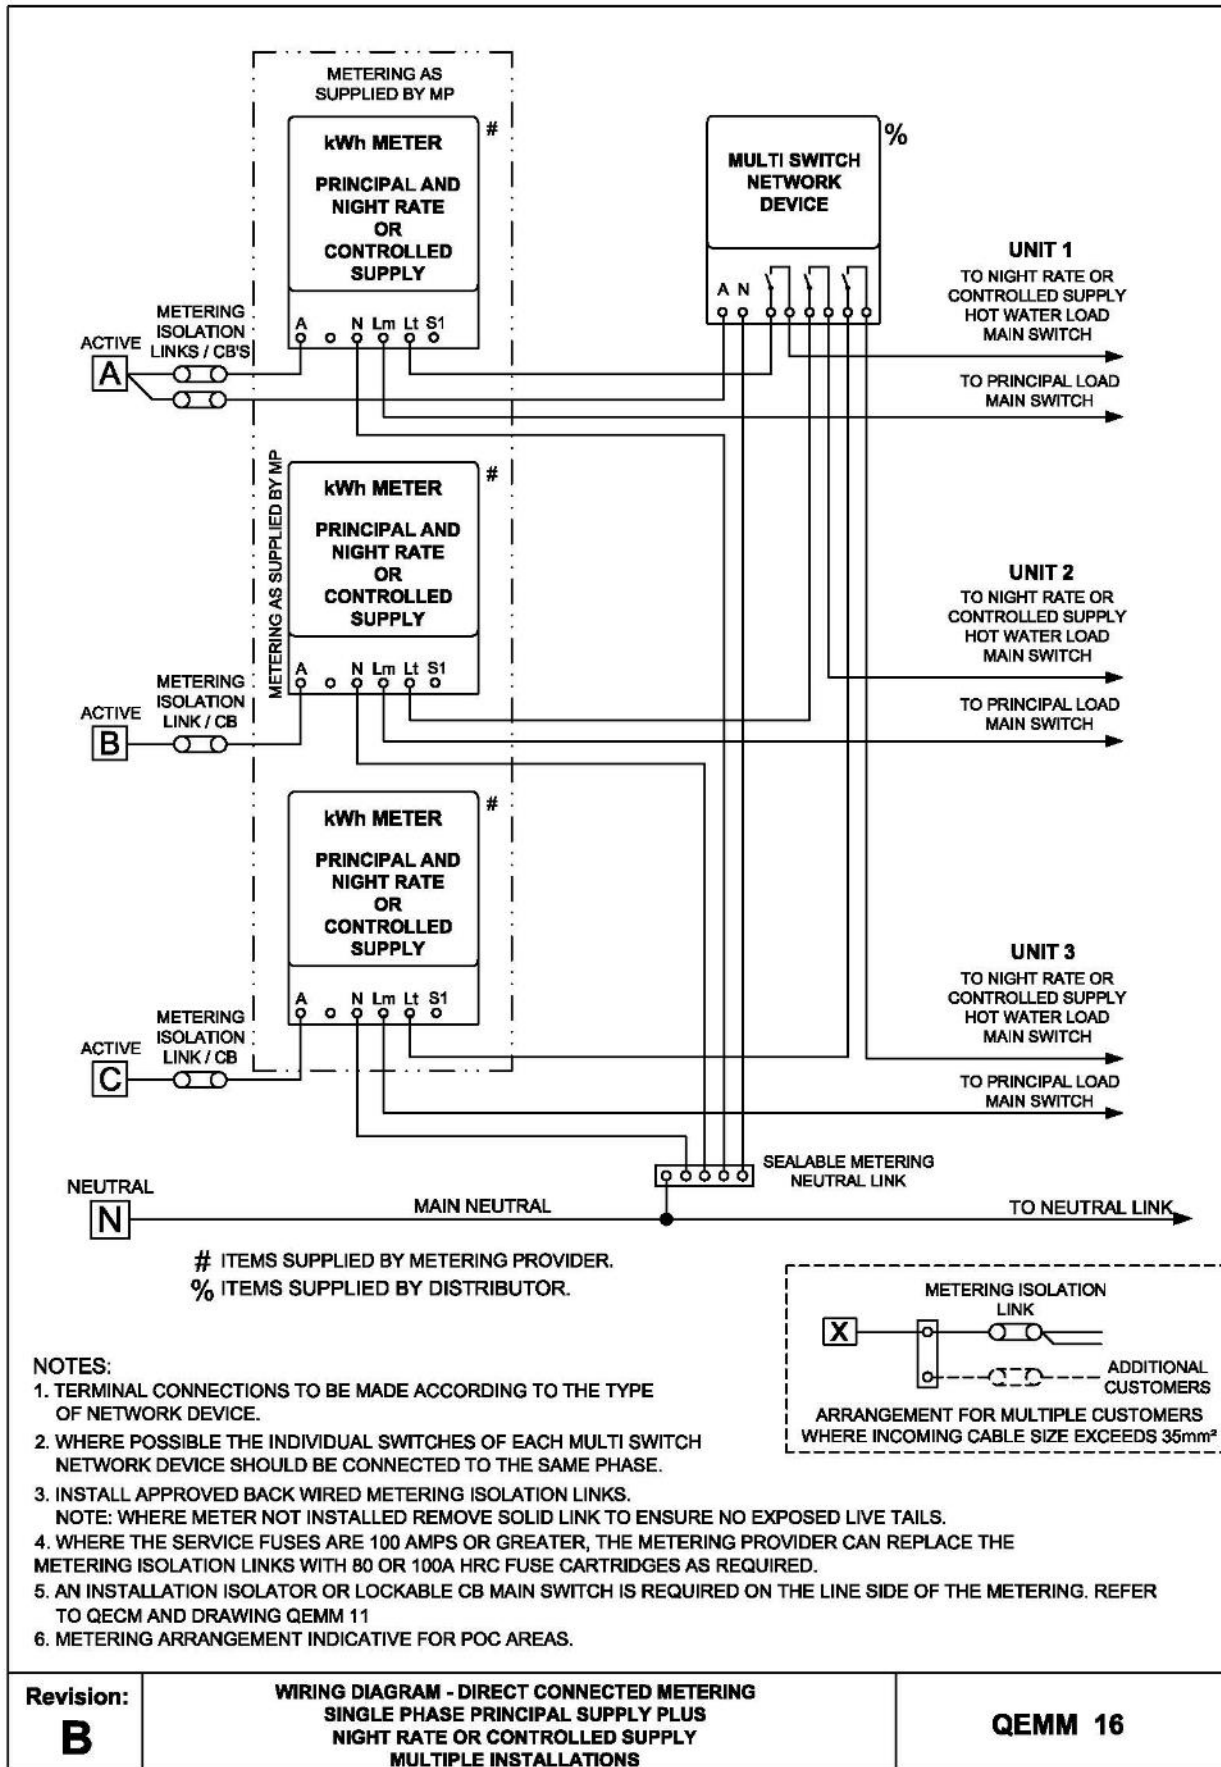 METERING AS
SUPPLIED BY MP
kWh METER
#
PRINCIPAL AND
NIGHT RATE
OR
CONTROLLED
SUPPLY
A N Lm Lt S1
METERING
ISOLATION
LINKS / CB'S
ACTIVE
A
MULTI SWITCH
NETWORK
DEVICE
%
A N
UNIT 1
TO NIGHT RATE OR
CONTROLLED SUPPLY
HOT WATER LOAD
MAIN SWITCH
TO PRINCIPAL LOAD
MAIN SWITCH
METERING AS SUPPLIED BY MP
kWh METER
#
PRINCIPAL AND
NIGHT RATE
OR
CONTROLLED
SUPPLY
A N Lm Lt S1
METERING
ISOLATION
LINK / CB
ACTIVE
B
UNIT 2
TO NIGHT RATE OR
CONTROLLED SUPPLY
HOT WATER LOAD
MAIN SWITCH
TO PRINCIPAL LOAD
MAIN SWITCH
kWh METER
#
PRINCIPAL AND
NIGHT RATE
OR
CONTROLLED
SUPPLY
A N Lm Lt S1
METERING
ISOLATION
LINK / CB
ACTIVE
C
UNIT 3
TO NIGHT RATE OR
CONTROLLED SUPPLY
HOT WATER LOAD
MAIN SWITCH
TO PRINCIPAL LOAD
MAIN SWITCH
SEALABLE METERING
NEUTRAL LINK
NEUTRAL
N
MAIN NEUTRAL
TO NEUTRAL LINK
# ITEMS SUPPLIED BY METERING PROVIDER.
% ITEMS SUPPLIED BY DISTRIBUTOR.
METERING ISOLATION
LINK
X
ADDITIONAL
CUSTOMERS
ARRANGEMENT FOR MULTIPLE CUSTOMERS
WHERE INCOMING CABLE SIZE EXCEEDS 35mm²
NOTES:
1. TERMINAL CONNECTIONS TO BE MADE ACCORDING TO THE TYPE
OF NETWORK DEVICE.
2. WHERE POSSIBLE THE INDIVIDUAL SWITCHES OF EACH MULTI SWITCH
NETWORK DEVICE SHOULD BE CONNECTED TO THE SAME PHASE.
3. INSTALL APPROVED BACK WIRED METERING ISOLATION LINKS.
NOTE: WHERE METER NOT INSTALLED REMOVE SOLID LINK TO ENSURE NO EXPOSED LIVE TAILS.
4. WHERE THE SERVICE FUSES ARE 100 AMPS OR GREATER, THE METERING PROVIDER CAN REPLACE THE
METERING ISOLATION LINKS WITH 80 OR 100A HRC FUSE CARTRIDGES AS REQUIRED.
5. AN INSTALLATION ISOLATOR OR LOCKABLE CB MAIN SWITCH IS REQUIRED ON THE LINE SIDE OF THE METERING. REFER
TO QECM AND DRAWING QEMM 11
6. METERING ARRANGEMENT INDICATIVE FOR POC AREAS.
Revision:
B
WIRING DIAGRAM - DIRECT CONNECTED METERING
SINGLE PHASE PRINCIPAL SUPPLY PLUS
NIGHT RATE OR CONTROLLED SUPPLY
MULTIPLE INSTALLATIONS
QEMM 16